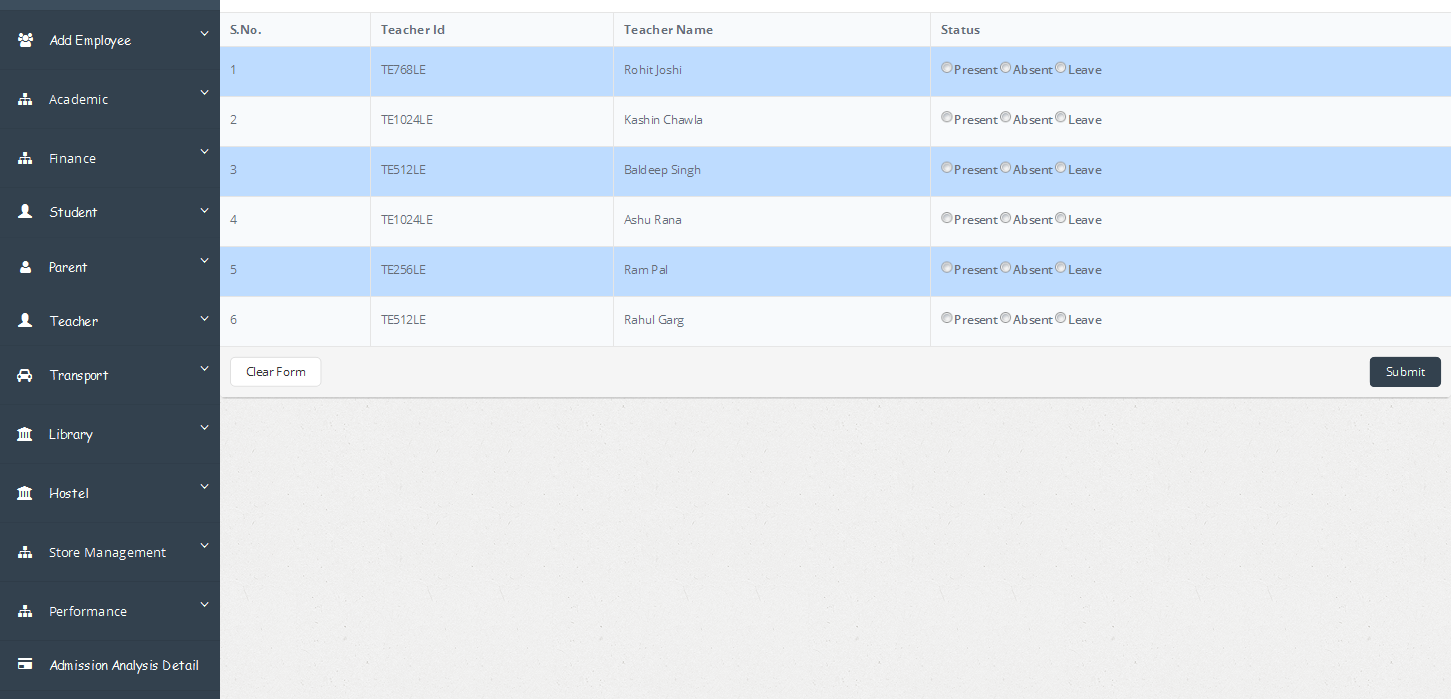 Add Employee
Academic
Finance
Student
Parent
Teacher
Transport
Library
Hostel
Store Management
Performance
Admission Analysis Detail
S.No. Teacher Id Teacher Name Status
1 TE768LE Rohit Joshi Present Absent Leave
2 TE1024LE Kashin Chawla Present Absent Leave
3 TE512LE Baldeep Singh Present Absent Leave
4 TE1024LE Ashu Rana Present Absent Leave
5 TE256LE Ram Pal Present Absent Leave
6 TE512LE Rahul Garg Present Absent Leave
Clear Form Submit